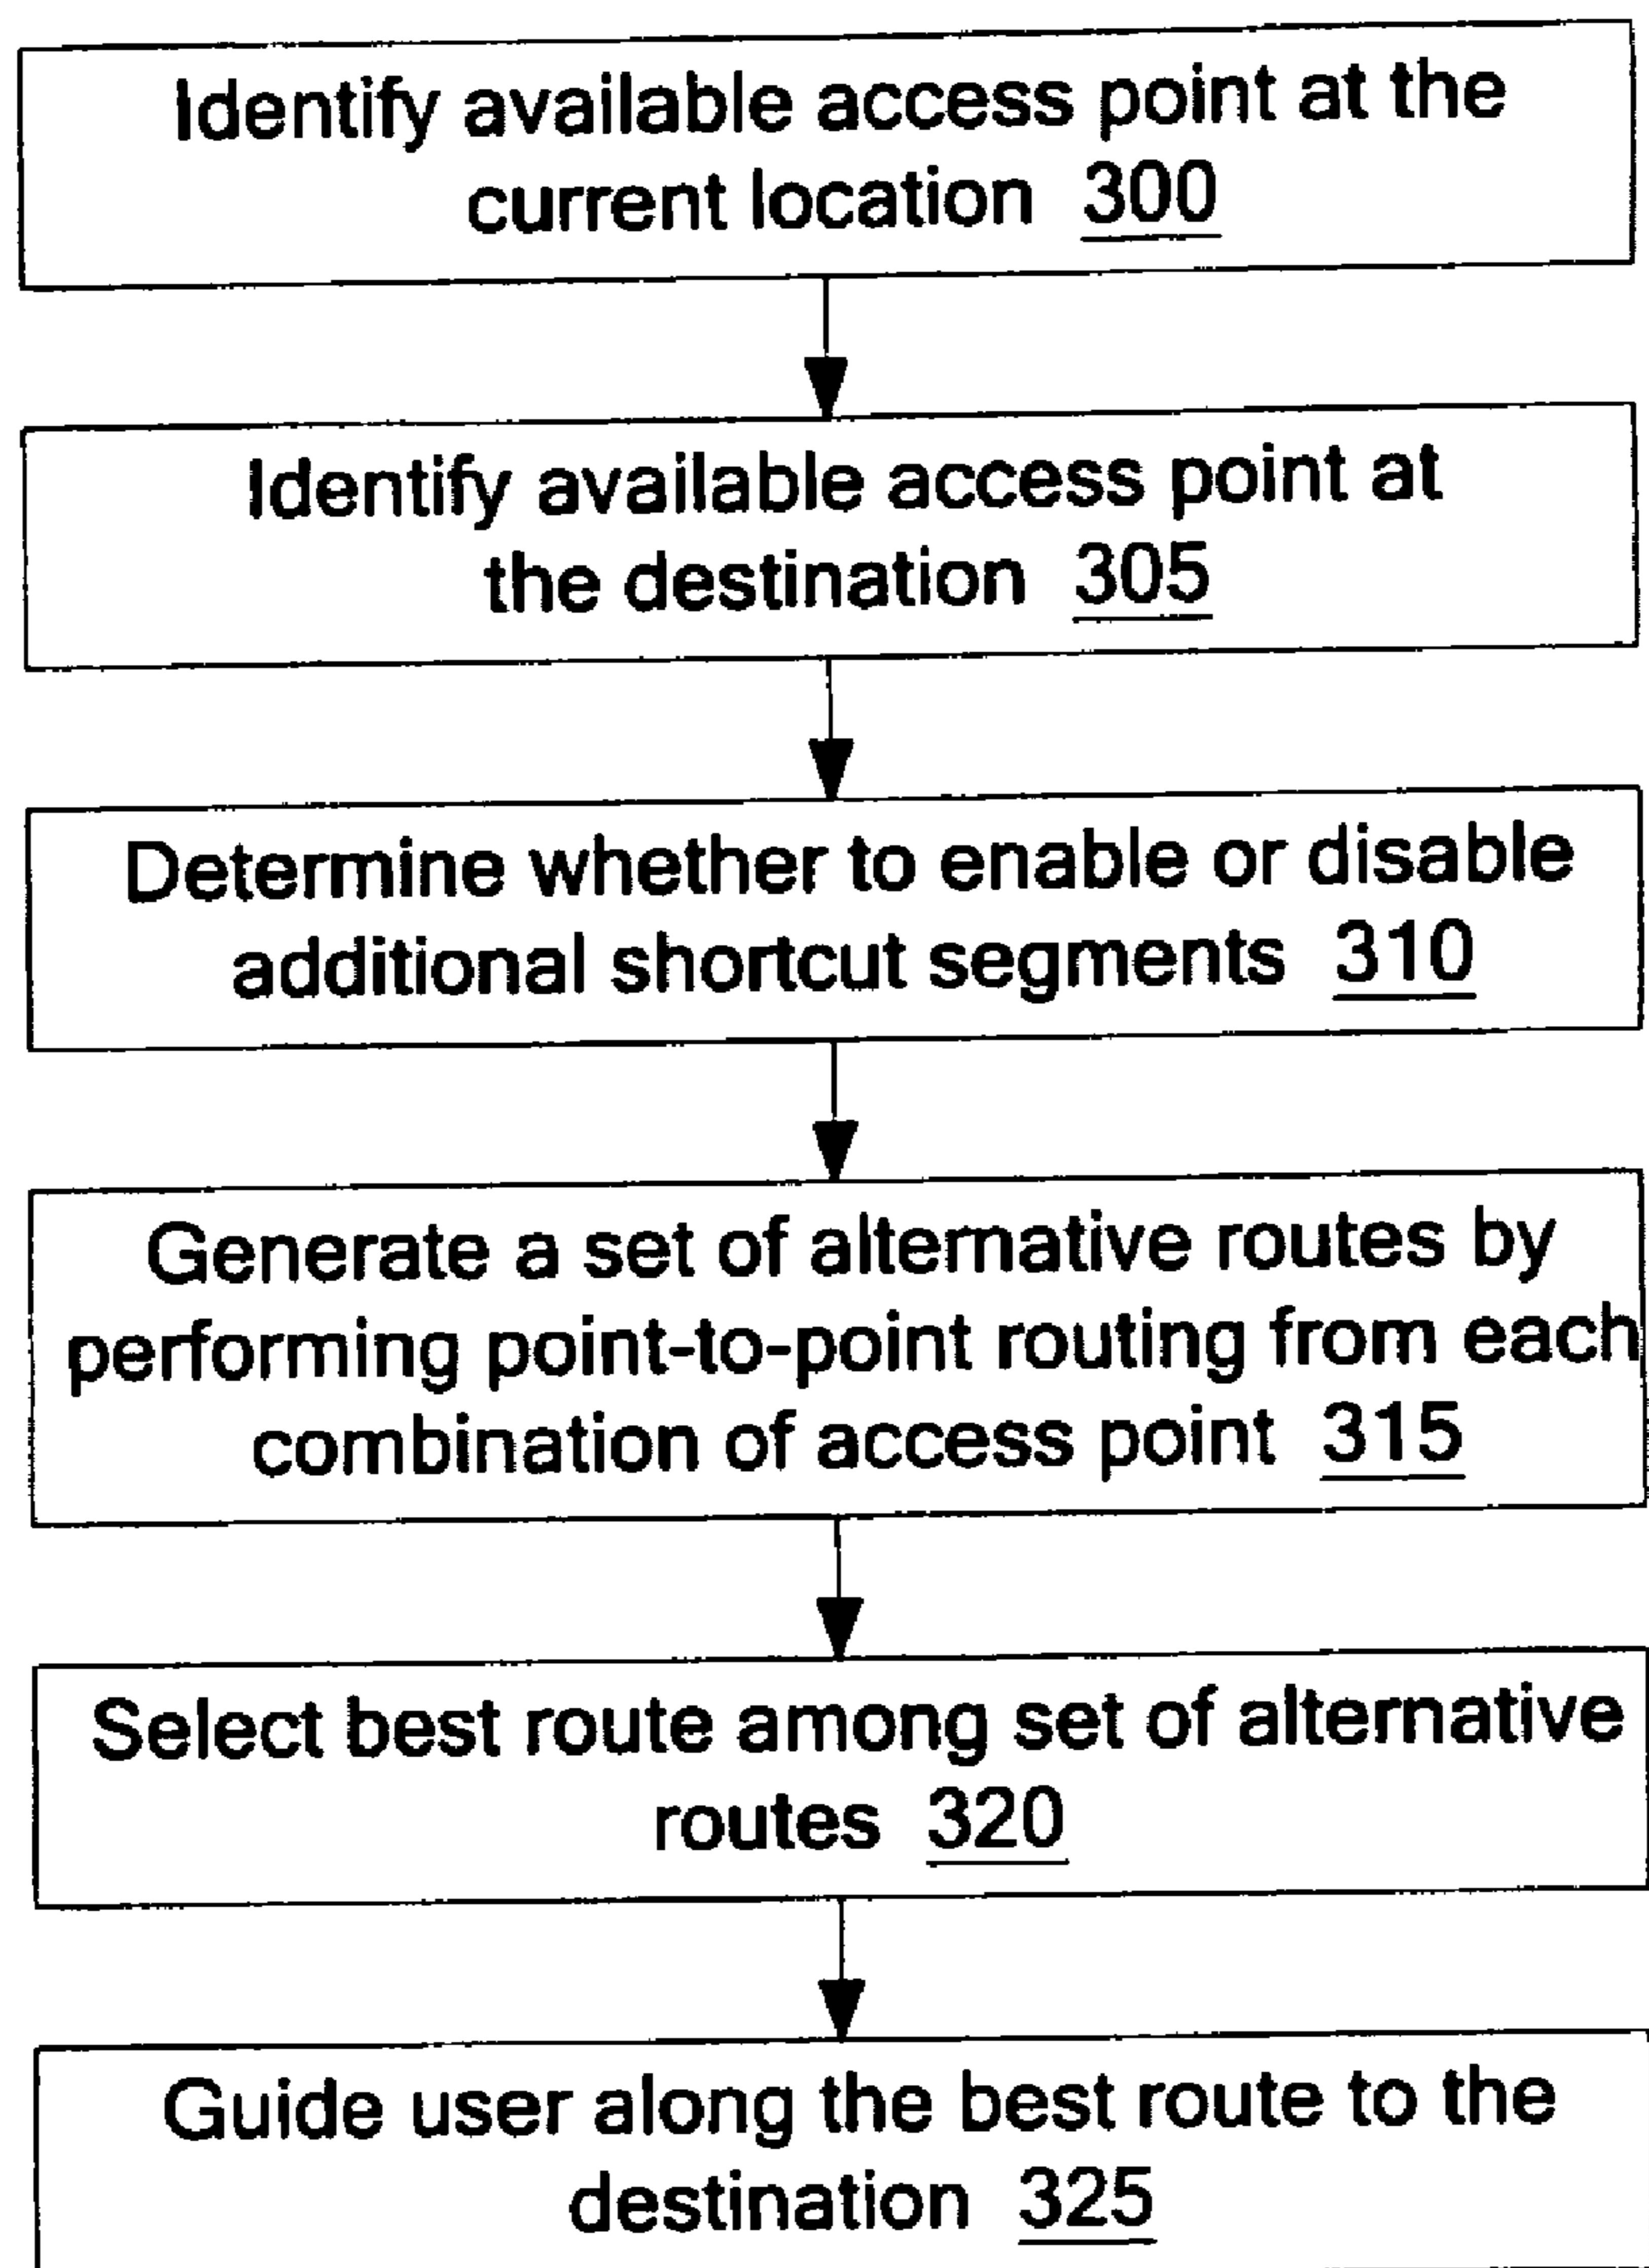 Identify available access point at the
current location 300
Identify available access point at
the destination 305
Determine whether to enable or disable
additional shortcut segments 310
Generate a set of alternative routes by
performing point-to-point routing from each
combination of access point 315
Select best route among set of alternative
routes 320
Guide user along the best route to the
destination 325